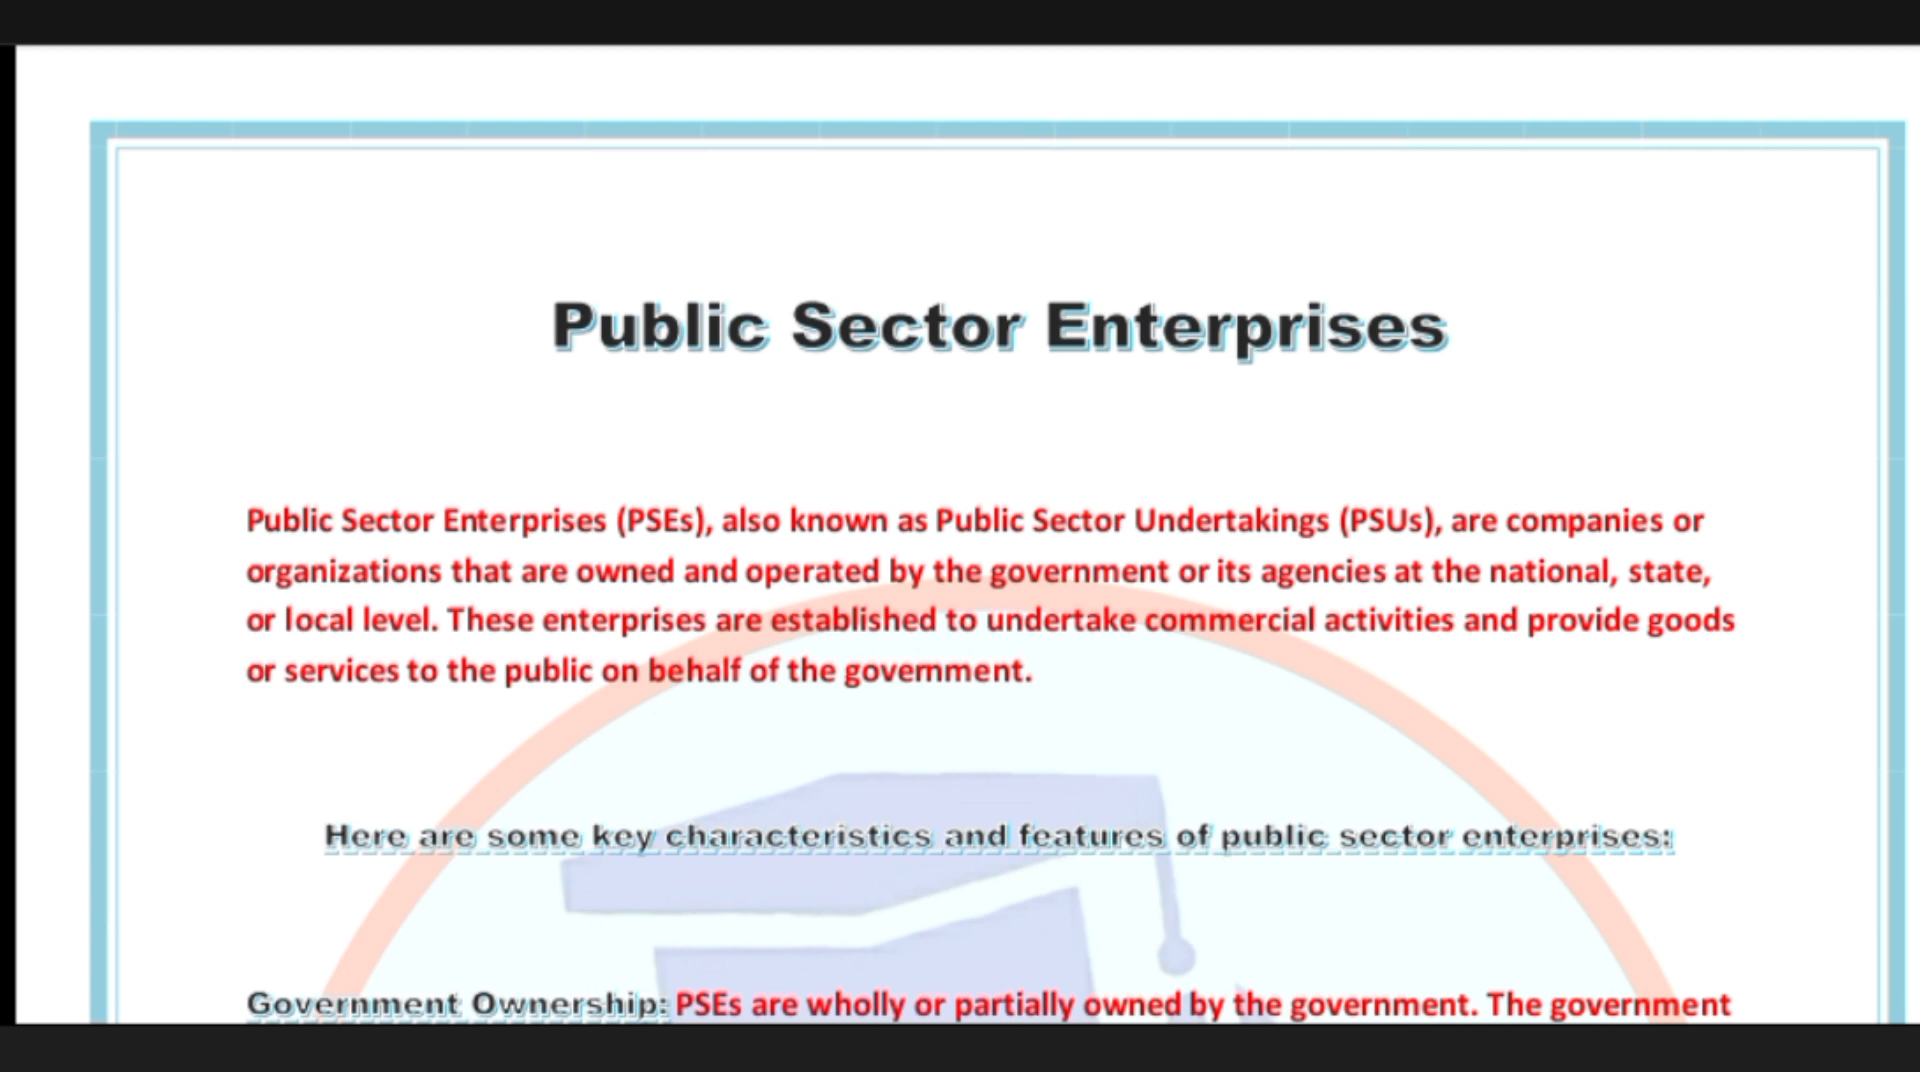 Public Sector Enterprises
Public Sector Enterprises (PSEs), also known as Public Sector Undertakings (PSUs), are companies or
organizations that are owned and operated by the government or its agencies at the national, state,
or local level. These enterprises are established to undertake commercial activities and provide goods
or services to the public on behalf of the government.
Here are some key characteristics and features of public sector enterprises:
Government Ownership: PSEs are wholly or partially owned by the government. The government